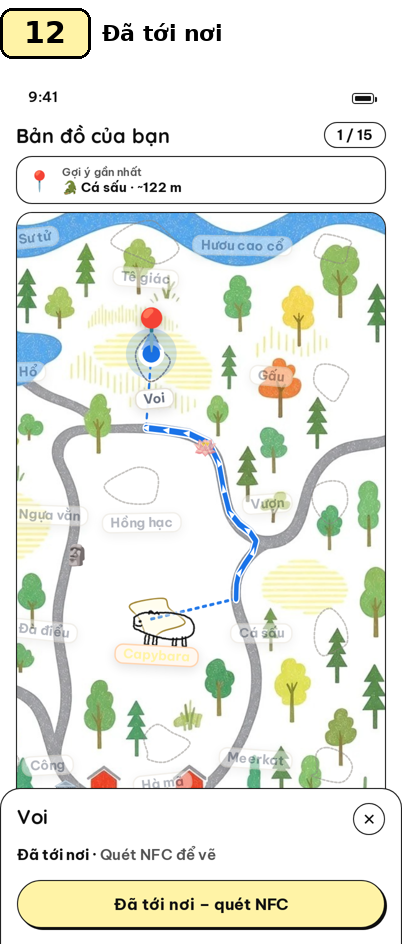 12 Đã tới nơi
9:41
Bản đồ của bạn
1 / 15
Gợi ý gần nhất
Cá sấu · ~122 m
Sư tử
Hươu cao cổ
Tê giác
Hổ
Gấu
Voi
Vượn
Hồng hạc
Ngựa vằn
Đà điểu
Cá sấu
Capybara
Công
Meerkat
Hà mã
Voi
Đã tới nơi · Quét NFC để vẽ
Đã tới nơi – quét NFC